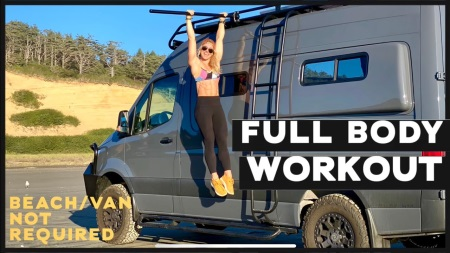 FULL BODY
WORKOUT
BEACH/VAN
NOT
REQUIRED